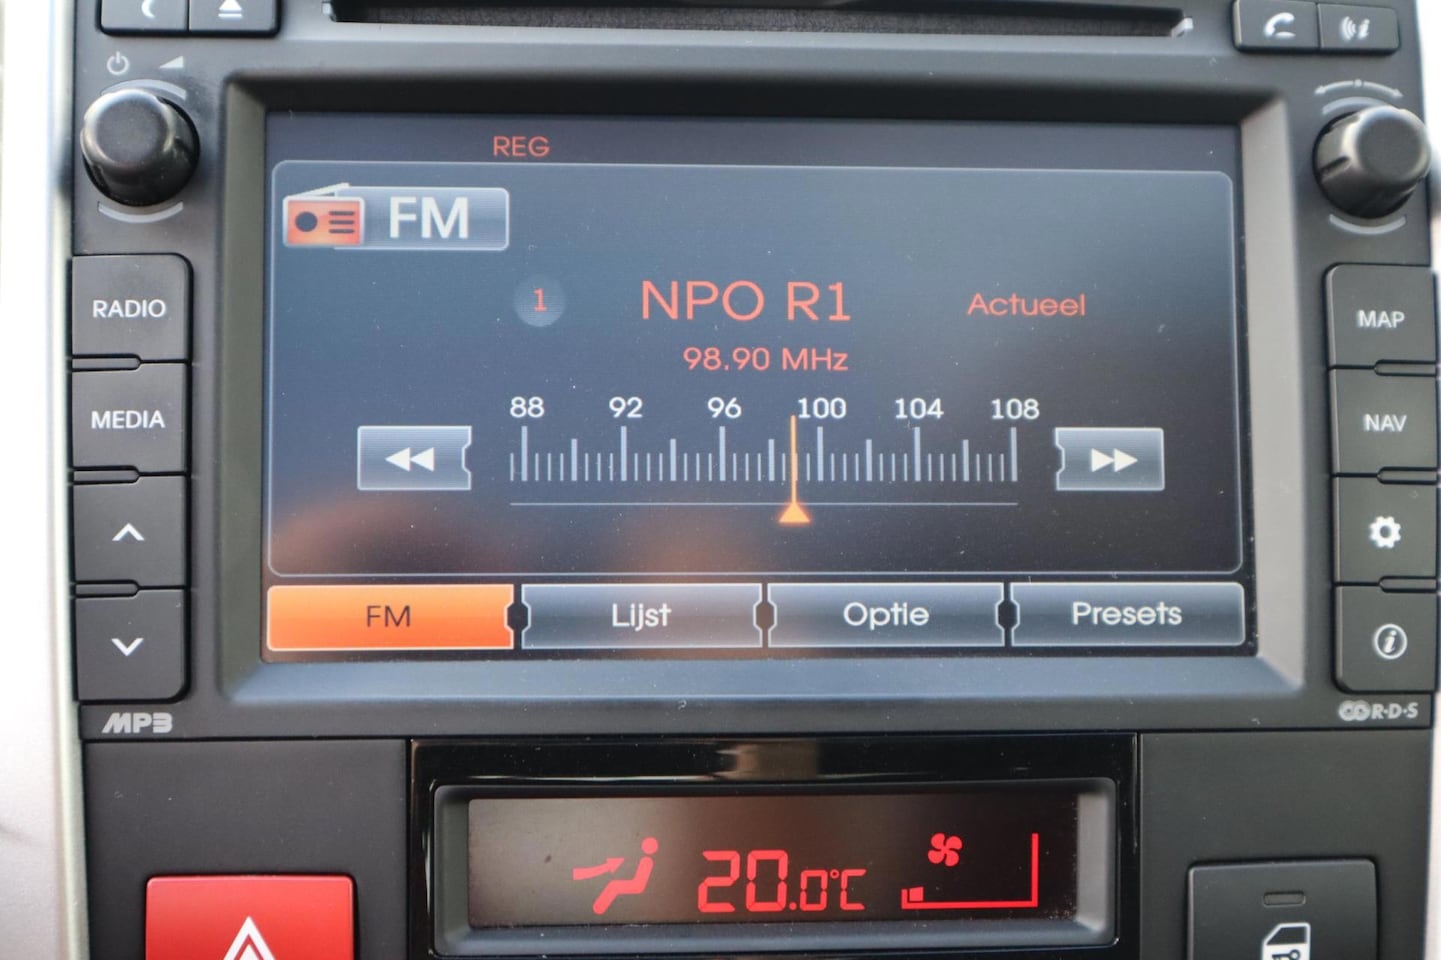 REG
FM
1 NPO R1 Actueel
98.90 MHz
88 92 96 100 104 108
FM Lijst Optie Presets
RADIO
MEDIA
MP3
MAP
NAV
i
R·D·S
20.0°C